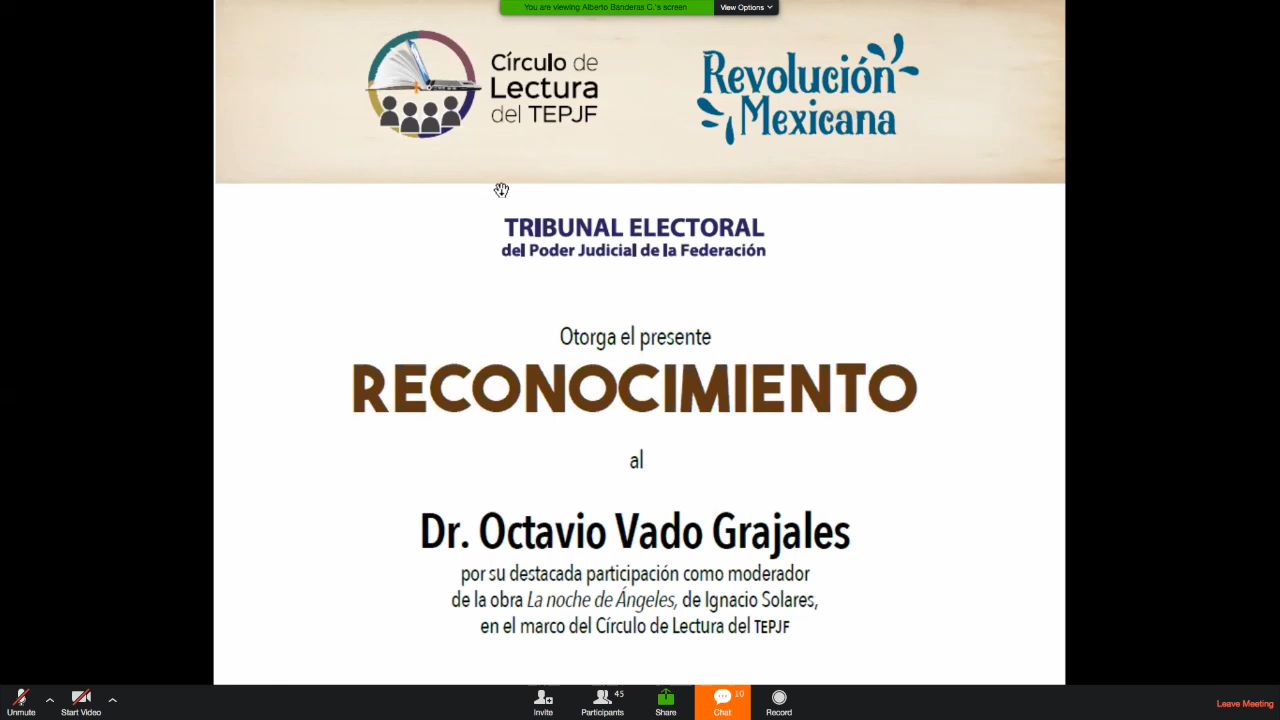 You are viewing Alberto Banderas C.'s screen
View Options
Círculo de
Lectura
del TEPJF
Revolución
Mexicana
TRIBUNAL ELECTORAL
del Poder Judicial de la Federación
Otorga el presente
RECONOCIMIENTO
al
Dr. Octavio Vado Grajales
por su destacada participación como moderador
de la obra La noche de Ángeles, de Ignacio Solares,
en el marco del Círculo de Lectura del TEPJF
Unmute
Start Video
Invite
Participants 45
Share
Chat 10
Record
Leave Meeting